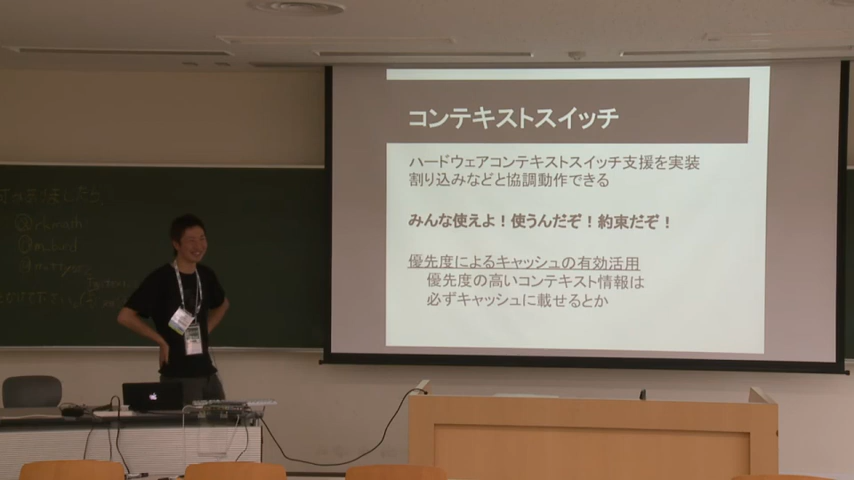 コンテキストスイッチ
ハードウェアコンテキストスイッチ支援を実装
割り込みなどと協調動作できる
みんな使えよ！使うんだぞ！約束だぞ！
優先度によるキャッシュの有効活用
優先度の高いコンテキスト情報は
必ずキャッシュに載せるとか